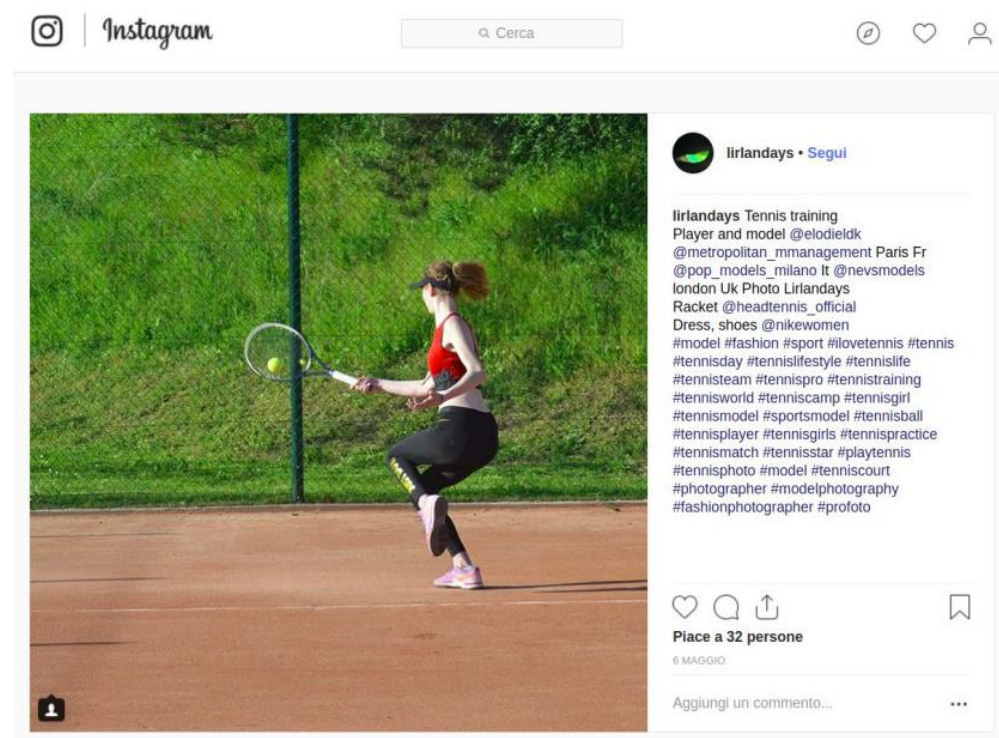 Instagram
Cerca
lirlandays • Segui
lirlandays Tennis training
Player and model @elodieldk
@metropolitan_mmanagement Paris Fr
@pop_models_milano It @nevsmodels
london Uk Photo Lirlandays
Racket @headtennis_official
Dress, shoes @nikewomen
#model #fashion #sport #ilovetennis #tennis
#tennisday #tennislifestyle #tennislife
#tennisteam #tennispro #tennistraining
#tennisworld #tenniscamp #tennisgirl
#tennismodel #sportsmodel #tennisball
#tennisplayer #tennisgirls #tennispractice
#tennismatch #tennisstar #playtennis
#tennisphoto #model #tenniscourt
#photographer #modelphotography
#fashionphotographer #profoto
Piace a 32 persone
6 MAGGIO
Aggiungi un commento...